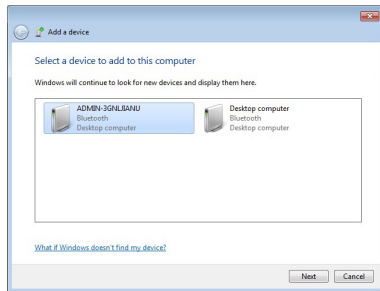 Add a device
Select a device to add to this computer
Windows will continue to look for new devices and display them here.
ADMIN-3GNLJIANU
Bluetooth
Desktop computer
Desktop computer
Bluetooth
Desktop computer
What if Windows doesn't find my device?
Next
Cancel